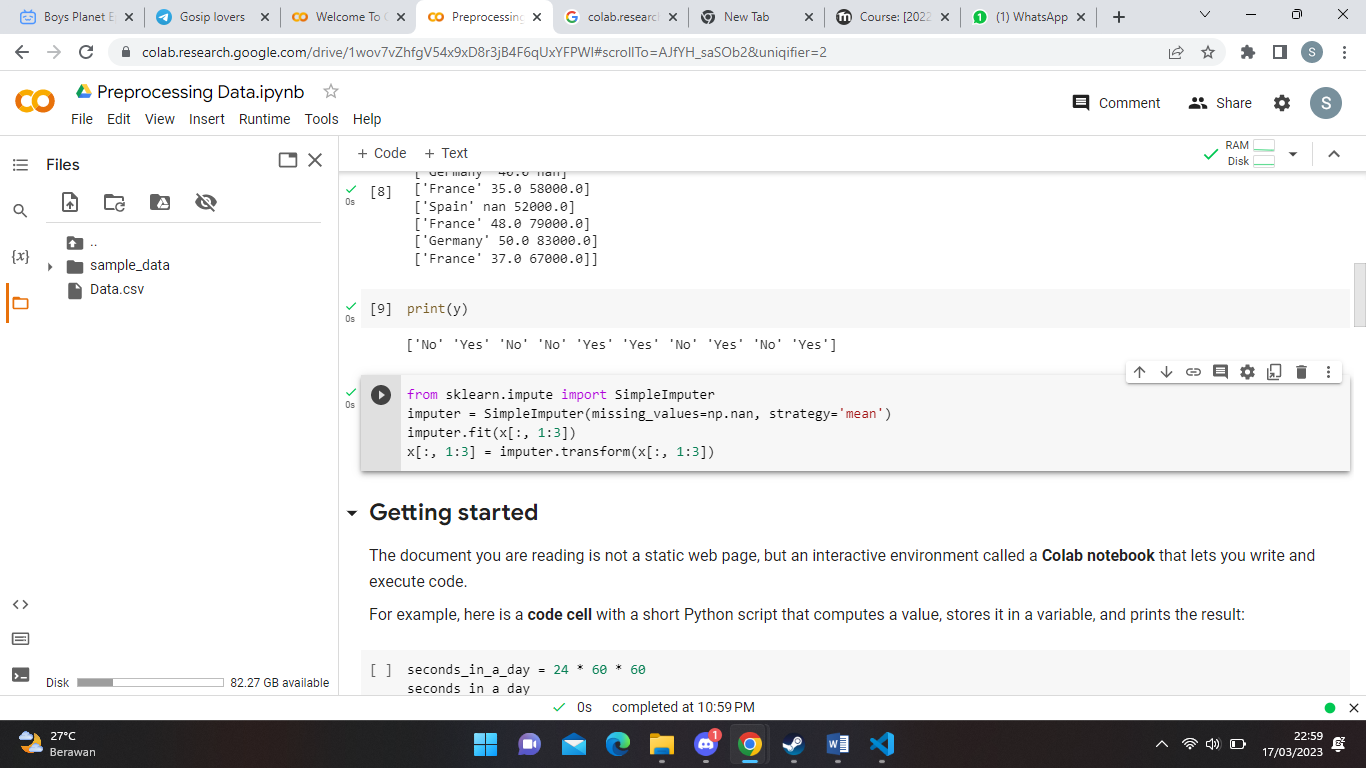 Boys Planet E
Gosip lovers
Welcome To C
Preprocessing
colab.research
New Tab
Course: [2022
(1) WhatsApp
colab.research.google.com/drive/1wov7vZhfgV54x9xD8r3jB4F6qUxYFPWl#scrollTo=AJfYH_saSOb2&uniqifier=2
S
Preprocessing Data.ipynb
File Edit View Insert Runtime Tools Help
Comment
Share
S
Files
+ Code + Text
RAM
Disk
{x}
..
sample_data
Data.csv
['Germany' 40.0 nan]
[8] ['France' 35.0 58000.0]
0s
['Spain' nan 52000.0]
['France' 48.0 79000.0]
['Germany' 50.0 83000.0]
['France' 37.0 67000.0]]
[9] print(y)
0s
['No' 'Yes' 'No' 'No' 'Yes' 'Yes' 'No' 'Yes' 'No' 'Yes']
from sklearn.impute import SimpleImputer
0s
imputer = SimpleImputer(missing_values=np.nan, strategy='mean')
imputer.fit(x[:, 1:3])
x[:, 1:3] = imputer.transform(x[:, 1:3])
Getting started
The document you are reading is not a static web page, but an interactive environment called a Colab notebook that lets you write and
execute code.
For example, here is a code cell with a short Python script that computes a value, stores it in a variable, and prints the result:
[ ] seconds_in_a_day = 24 * 60 * 60
seconds_in_a_day
Disk
82.27 GB available
0s completed at 10:59 PM
27°C
Berawan
1
22:59
17/03/2023